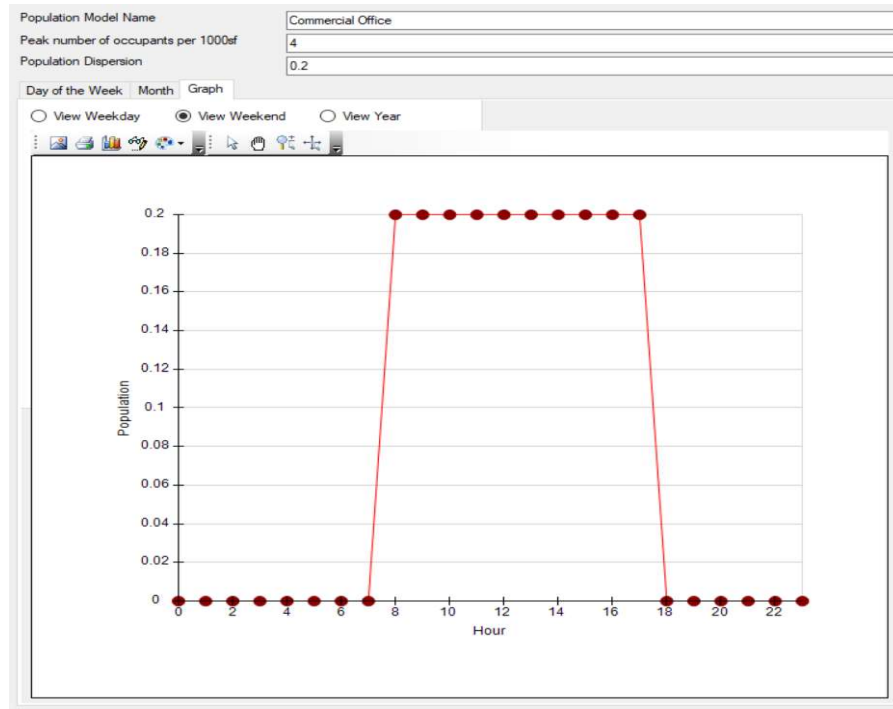 Population Model Name Commercial Office
Peak number of occupants per 1000sf 4
Population Dispersion 0.2
Day of the Week Month Graph
View Weekday View Weekend View Year
0.2
0.18
0.16
0.14
0.12
0.1
0.08
0.06
0.04
0.02
0
Population
0 2 4 6 8 10 12 14 16 18 20 22
Hour